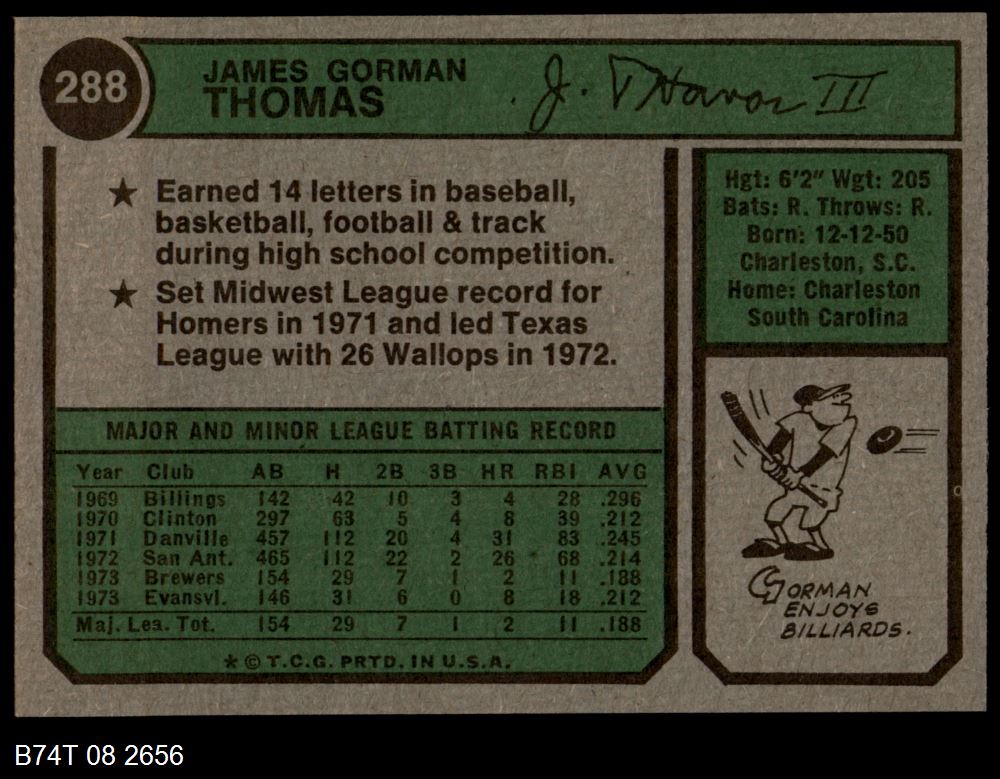 288
JAMES GORMAN
THOMAS
J. Thomas III
★ Earned 14 letters in baseball,
basketball, football & track
during high school competition.
★ Set Midwest League record for
Homers in 1971 and led Texas
League with 26 Wallops in 1972.
Hgt: 6'2" Wgt: 205
Bats: R. Throws: R.
Born: 12-12-50
Charleston, S.C.
Home: Charleston
South Carolina
MAJOR AND MINOR LEAGUE BATTING RECORD
Year Club AB H 2B 3B HR RBI AVG
1969 Billings 142 42 10 3 4 28 .296
1970 Clinton 297 63 5 4 8 39 .212
1971 Danville 457 112 20 4 31 83 .245
1972 San Ant. 465 112 22 2 26 68 .214
1973 Brewers 154 29 7 1 2 11 .188
1973 Evansvl. 146 31 6 0 8 18 .212
Maj. Lea. Tot. 154 29 7 1 2 11 .188
★ © T.C.G. PRTD. IN U.S.A.
GORMAN
ENJOYS
BILLIARDS.
B74T 08 2656